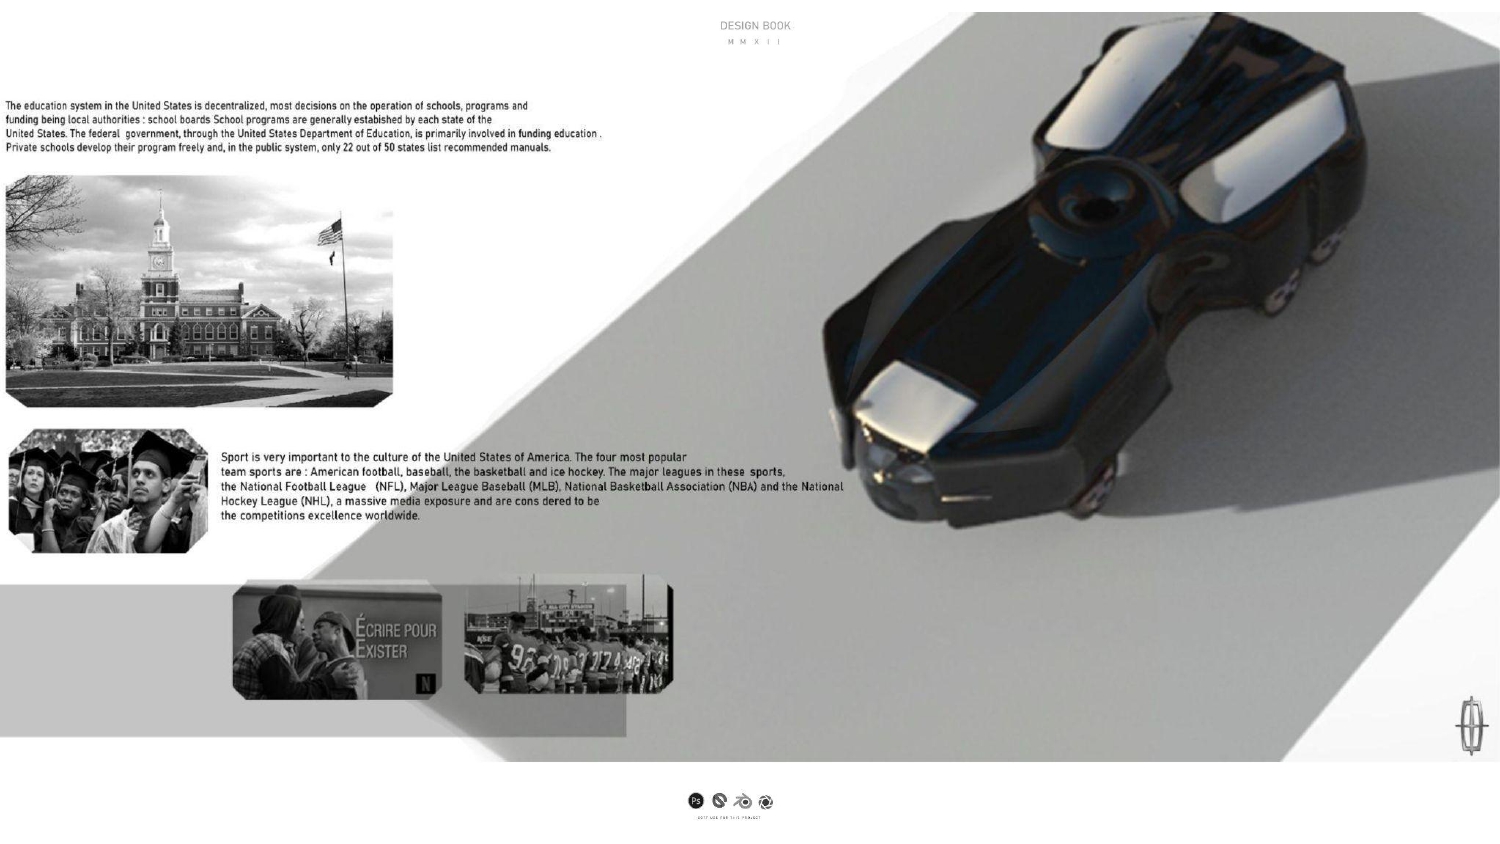 DESIGN BOOK
M M X I I
The education system in the United States is decentralized, most decisions on the operation of schools, programs and
funding being local authorities : school boards School programs are generally estabished by each state of the
United States. The federal government, through the United States Department of Education, is primarily involved in funding education .
Private schools develop their program freely and, in the public system, only 22 out of 50 states list recommended manuals.
Sport is very important to the culture of the United States of America. The four most popular
team sports are : American football, baseball, the basketball and ice hockey. The major leagues in these sports,
the National Football League (NFL), Major League Baseball (MLB), National Basketball Association (NBA) and the National
Hockey League (NHL), a massive media exposure and are cons dered to be
the competitions excellence worldwide.
ÉCRIRE POUR
EXISTER
N
92
74
Ps